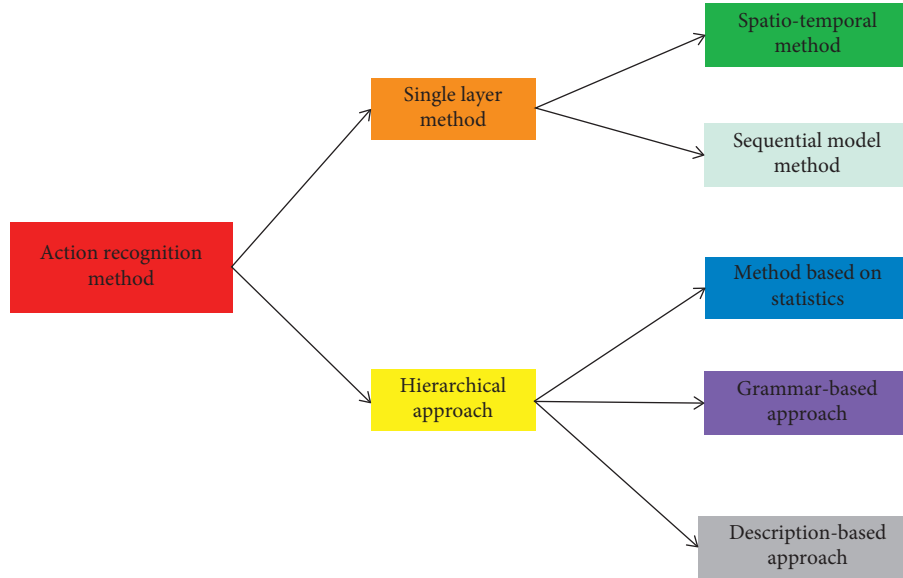 Action recognition
method
Single layer
method
Hierarchical
approach
Spatio-temporal
method
Sequential model
method
Method based on
statistics
Grammar-based
approach
Description-based
approach